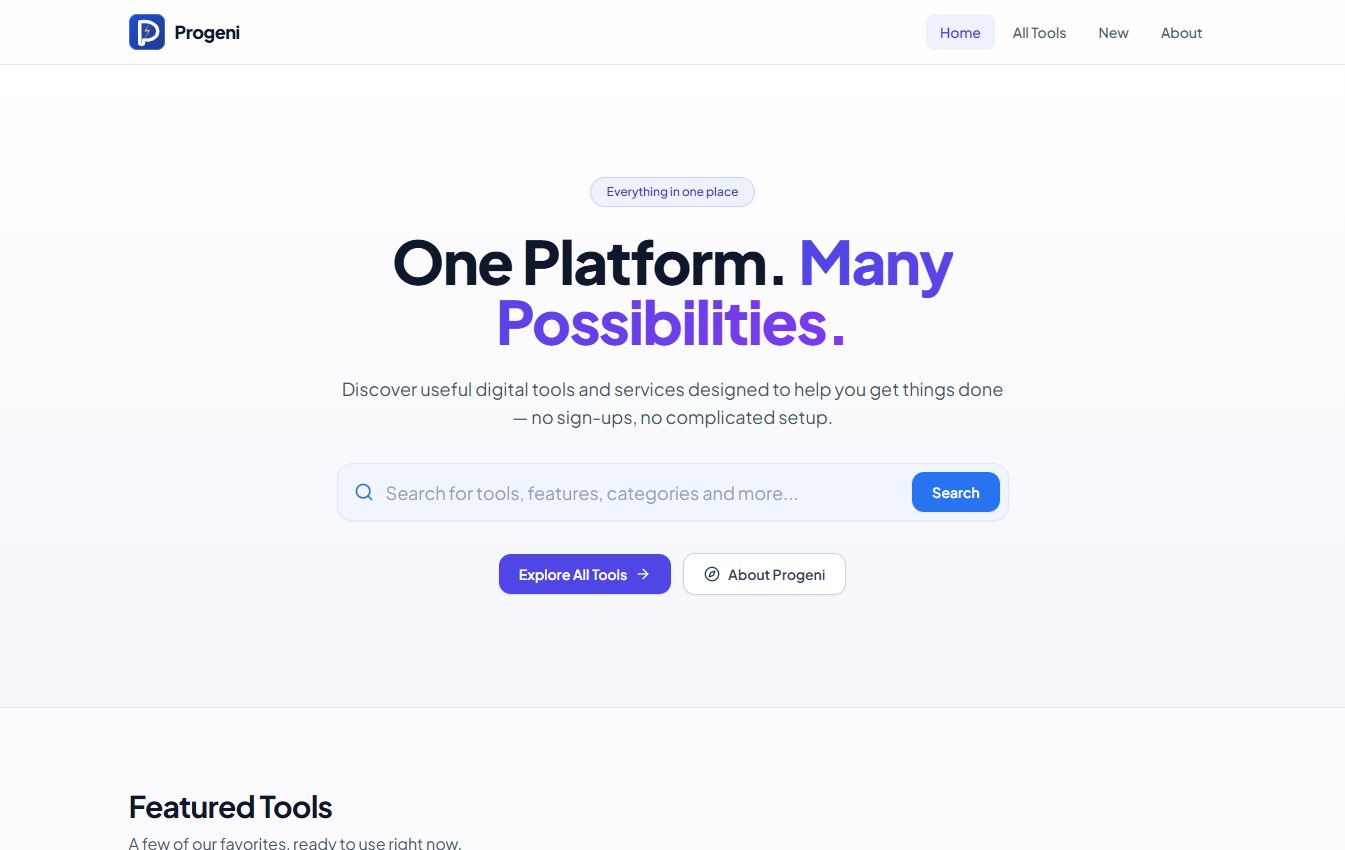 Progeni
Home
All Tools
New
About
Everything in one place
One Platform. Many
Possibilities.
Discover useful digital tools and services designed to help you get things done
— no sign-ups, no complicated setup.
Search for tools, features, categories and more...
Search
Explore All Tools
About Progeni
Featured Tools
A few of our favorites, ready to use right now.